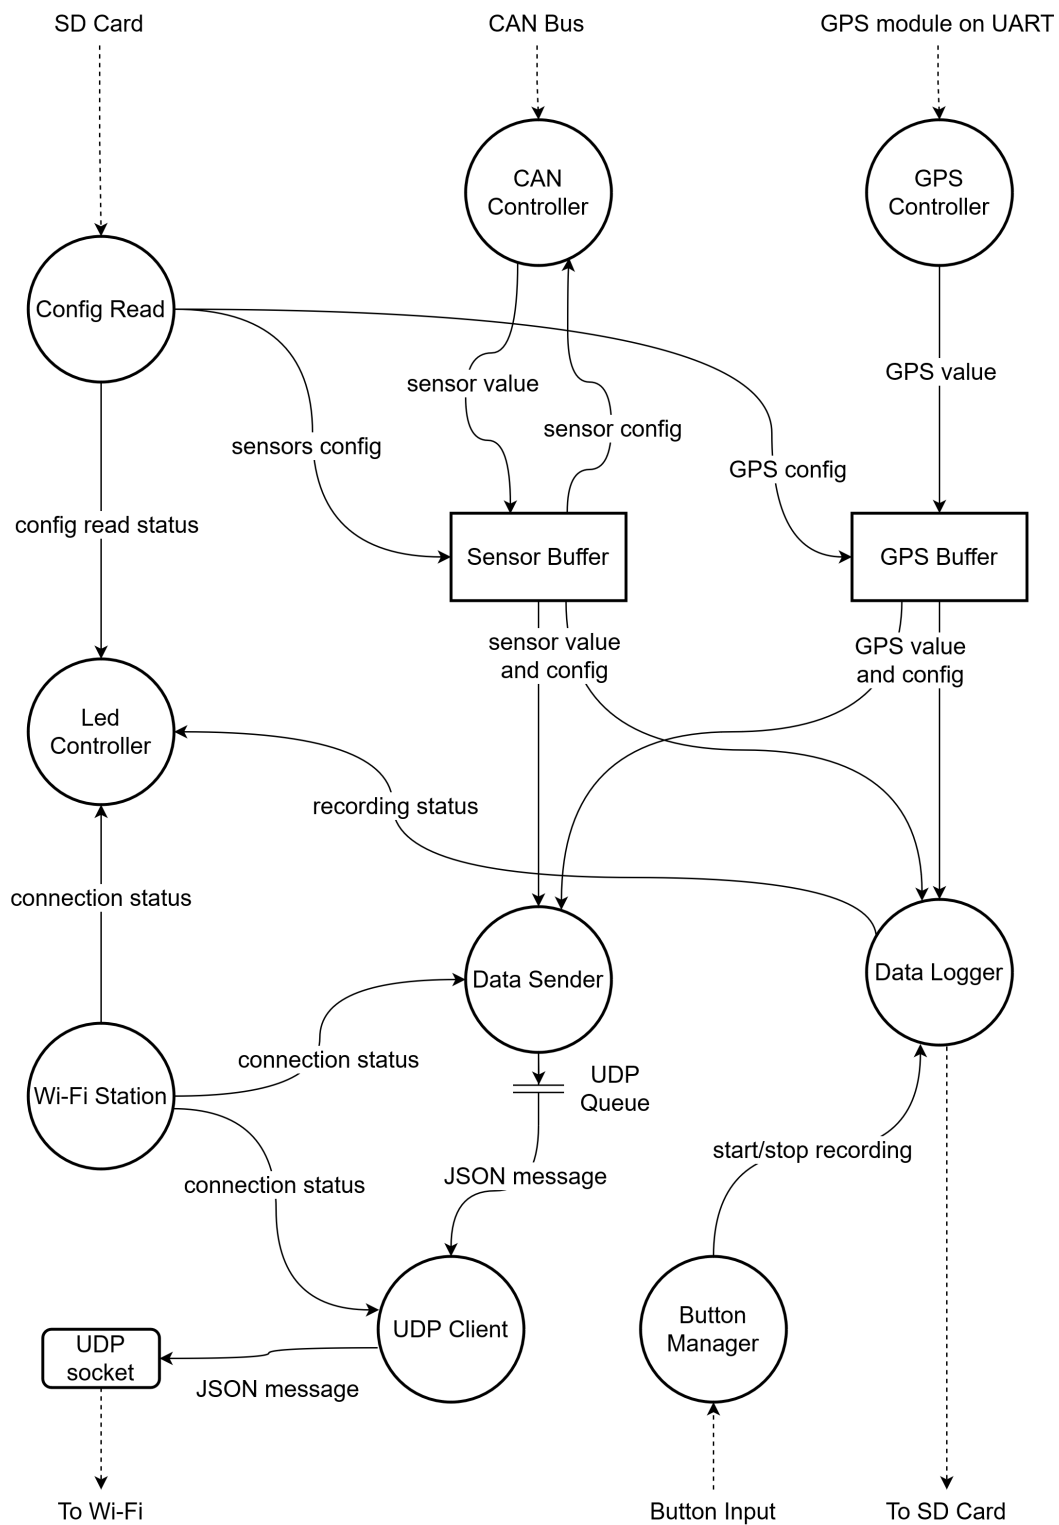 SD Card
CAN Bus
GPS module on UART
CAN
Controller
GPS
Controller
Config Read
GPS value
sensor value
sensor config
sensors config
GPS config
config read status
Sensor Buffer
GPS Buffer
sensor value
and config
GPS value
and config
Led
Controller
recording status
connection status
Data Sender
Data Logger
connection status
Wi-Fi Station
UDP
Queue
start/stop recording
JSON message
connection status
UDP Client
Button
Manager
UDP
socket
JSON message
To Wi-Fi
Button Input
To SD Card